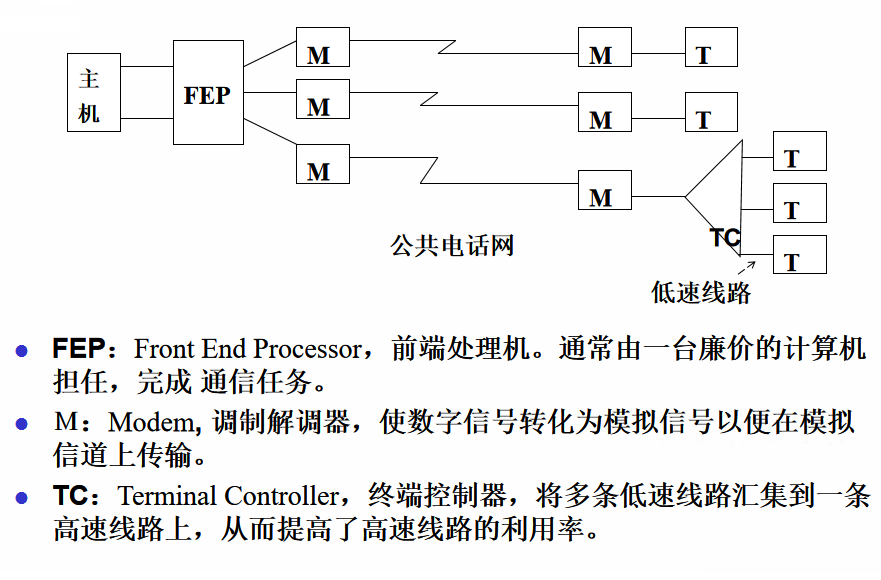 主
机
FEP
M
M
T
M
M
T
M
M
T
T
T
TC
公共电话网
低速线路
FEP：Front End Processor，前端处理机。通常由一台廉价的计算机
担任，完成 通信任务。
M：Modem, 调制解调器，使数字信号转化为模拟信号以便在模拟
信道上传输。
TC：Terminal Controller，终端控制器，将多条低速线路汇集到一条
高速线路上，从而提高了高速线路的利用率。